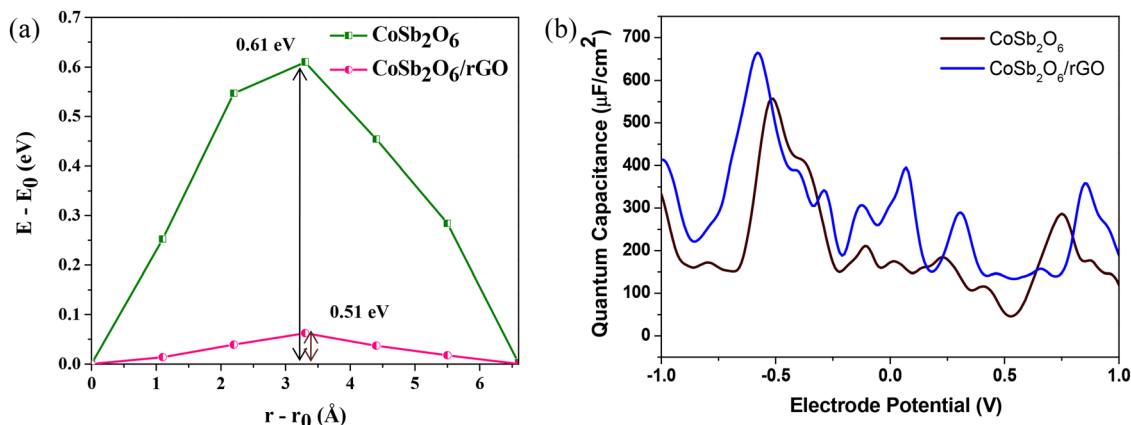 (a)
0.7
0.6
0.5
0.4
0.3
0.2
0.1
0.0
E - E₀ (eV)
0.61 eV
CoSb₂O₆
CoSb₂O₆/rGO
0.51 eV
0 1 2 3 4 5 6
r - r₀ (Å)
(b)
700
600
500
400
300
200
100
0
Quantum Capacitance (μF/cm²)
CoSb₂O₆
CoSb₂O₆/rGO
-1.0 -0.5 0.0 0.5 1.0
Electrode Potential (V)